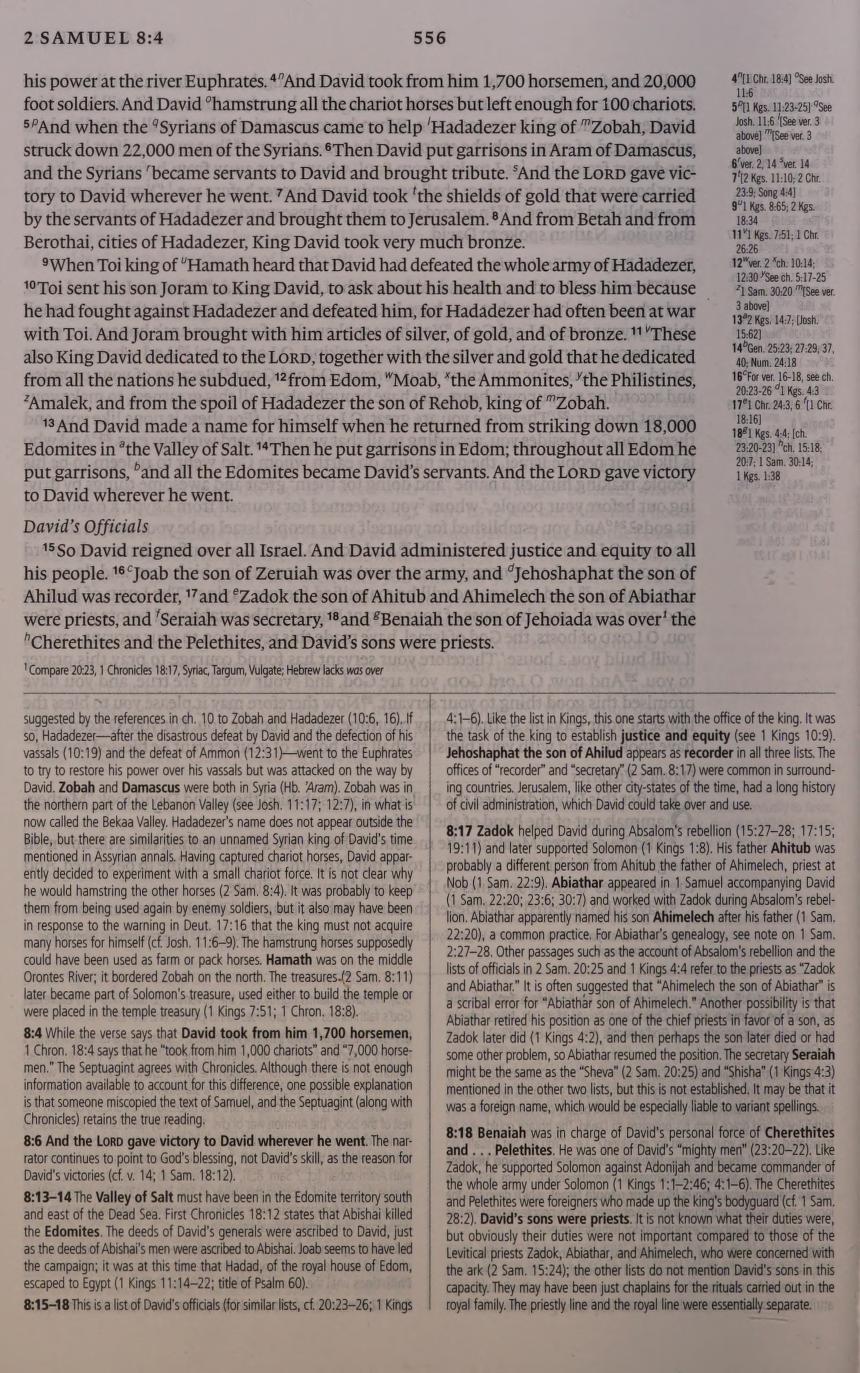 2 SAMUEL 8:4
556
his power at the river Euphrates. 4 nAnd David took from him 1,700 horsemen, and 20,000
foot soldiers. And David ohamstrung all the chariot horses but left enough for 100 chariots.
5 pAnd when the qSyrians of Damascus came to help lHadadezer king of mZobah, David
struck down 22,000 men of the Syrians. 6 Then David put garrisons in Aram of Damascus,
and the Syrians rbecame servants to David and brought tribute. sAnd the LORD gave vic-
tory to David wherever he went. 7 And David took tthe shields of gold that were carried
by the servants of Hadadezer and brought them to Jerusalem. 8 And from Betah and from
Berothai, cities of Hadadezer, King David took very much bronze.
9 When Toi king of uHamath heard that David had defeated the whole army of Hadadezer,
10 Toi sent his son Joram to King David, to ask about his health and to bless him because
he had fought against Hadadezer and defeated him, for Hadadezer had often been at war
with Toi. And Joram brought with him articles of silver, of gold, and of bronze. 11 vThese
also King David dedicated to the LORD, together with the silver and gold that he dedicated
from all the nations he subdued, 12 from Edom, wMoab, xthe Ammonites, ythe Philistines,
zAmalek, and from the spoil of Hadadezer the son of Rehob, king of mZobah.
13 And David made a name for himself when he returned from striking down 18,000
Edomites in athe Valley of Salt. 14 Then he put garrisons in Edom; throughout all Edom he
put garrisons, band all the Edomites became David's servants. And the LORD gave victory
to David wherever he went.
David's Officials
15 So David reigned over all Israel. And David administered justice and equity to all
his people. 16 cJoab the son of Zeruiah was over the army, and dJehoshaphat the son of
Ahilud was recorder, 17 and eZadok the son of Ahitub and Ahimelech the son of Abiathar
were priests, and fSeraiah was secretary, 18 and gBenaiah the son of Jehoiada was over1 the
hCherethites and the Pelethites, and David's sons were priests.
1 Compare 20:23, 1 Chronicles 18:17, Syriac, Targum, Vulgate; Hebrew lacks was over
4 n[1 Chr. 18:4] oSee Josh.
11:6
5 p[1 Kgs. 11:23-25] qSee
Josh. 11:6 l[See ver. 3
above] m[See ver. 3
above]
6 rver. 2, 14 sver. 14
7 t[2 Kgs. 11:10; 2 Chr.
23:9; Song 4:4]
9 u1 Kgs. 8:65; 2 Kgs.
18:34
11 v1 Kgs. 7:51; 1 Chr.
26:26
12 wver. 2 xch. 10:14;
12:30 ySee ch. 5:17-25
z1 Sam. 30:20 m[See ver.
3 above]
13 a2 Kgs. 14:7; [Josh.
15:62]
14 bGen. 25:23; 27:29, 37,
40; Num. 24:18
16 cFor ver. 16-18, see ch.
20:23-26 d1 Kgs. 4:3
17 e1 Chr. 24:3, 6 f[1 Chr.
18:16]
18 g1 Kgs. 4:4; [ch.
23:20-23] hch. 15:18;
20:7; 1 Sam. 30:14;
1 Kgs. 1:38
suggested by the references in ch. 10 to Zobah and Hadadezer (10:6, 16). If
so, Hadadezer—after the disastrous defeat by David and the defection of his
vassals (10:19) and the defeat of Ammon (12:31)—went to the Euphrates
to try to restore his power over his vassals but was attacked on the way by
David. Zobah and Damascus were both in Syria (Hb. 'Aram). Zobah was in
the northern part of the Lebanon Valley (see Josh. 11:17; 12:7), in what is
now called the Bekaa Valley. Hadadezer's name does not appear outside the
Bible, but there are similarities to an unnamed Syrian king of David's time
mentioned in Assyrian annals. Having captured chariot horses, David appar-
ently decided to experiment with a small chariot force. It is not clear why
he would hamstring the other horses (2 Sam. 8:4). It was probably to keep
them from being used again by enemy soldiers, but it also may have been
in response to the warning in Deut. 17:16 that the king must not acquire
many horses for himself (cf. Josh. 11:6–9). The hamstrung horses supposedly
could have been used as farm or pack horses. Hamath was on the middle
Orontes River; it bordered Zobah on the north. The treasures (2 Sam. 8:11)
later became part of Solomon's treasure, used either to build the temple or
were placed in the temple treasury (1 Kings 7:51; 1 Chron. 18:8).
8:4 While the verse says that David took from him 1,700 horsemen,
1 Chron. 18:4 says that he "took from him 1,000 chariots" and "7,000 horse-
men." The Septuagint agrees with Chronicles. Although there is not enough
information available to account for this difference, one possible explanation
is that someone miscopied the text of Samuel, and the Septuagint (along with
Chronicles) retains the true reading.
8:6 And the LORD gave victory to David wherever he went. The nar-
rator continues to point to God's blessing, not David's skill, as the reason for
David's victories (cf. v. 14; 1 Sam. 18:12).
8:13–14 The Valley of Salt must have been in the Edomite territory south
and east of the Dead Sea. First Chronicles 18:12 states that Abishai killed
the Edomites. The deeds of David's generals were ascribed to David, just
as the deeds of Abishai's men were ascribed to Abishai. Joab seems to have led
the campaign; it was at this time that Hadad, of the royal house of Edom,
escaped to Egypt (1 Kings 11:14–22; title of Psalm 60).
8:15–18 This is a list of David's officials (for similar lists, cf. 20:23–26; 1 Kings
4:1–6). Like the list in Kings, this one starts with the office of the king. It was
the task of the king to establish justice and equity (see 1 Kings 10:9).
Jehoshaphat the son of Ahilud appears as recorder in all three lists. The
offices of "recorder" and "secretary" (2 Sam. 8:17) were common in surround-
ing countries. Jerusalem, like other city-states of the time, had a long history
of civil administration, which David could take over and use.
8:17 Zadok helped David during Absalom's rebellion (15:27–28; 17:15;
19:11) and later supported Solomon (1 Kings 1:8). His father Ahitub was
probably a different person from Ahitub the father of Ahimelech, priest at
Nob (1 Sam. 22:9). Abiathar appeared in 1 Samuel accompanying David
(1 Sam. 22:20; 23:6; 30:7) and worked with Zadok during Absalom's rebel-
lion. Abiathar apparently named his son Ahimelech after his father (1 Sam.
22:20), a common practice. For Abiathar's genealogy, see note on 1 Sam.
2:27–28. Other passages such as the account of Absalom's rebellion and the
lists of officials in 2 Sam. 20:25 and 1 Kings 4:4 refer to the priests as "Zadok
and Abiathar." It is often suggested that "Ahimelech the son of Abiathar" is
a scribal error for "Abiathar son of Ahimelech." Another possibility is that
Abiathar retired his position as one of the chief priests in favor of a son, as
Zadok later did (1 Kings 4:2), and then perhaps the son later died or had
some other problem, so Abiathar resumed the position. The secretary Seraiah
might be the same as the "Sheva" (2 Sam. 20:25) and "Shisha" (1 Kings 4:3)
mentioned in the other two lists, but this is not established. It may be that it
was a foreign name, which would be especially liable to variant spellings.
8:18 Benaiah was in charge of David's personal force of Cherethites
and . . . Pelethites. He was one of David's "mighty men" (23:20–22). Like
Zadok, he supported Solomon against Adonijah and became commander of
the whole army under Solomon (1 Kings 1:1–2:46; 4:1–6). The Cherethites
and Pelethites were foreigners who made up the king's bodyguard (cf. 1 Sam.
28:2). David's sons were priests. It is not known what their duties were,
but obviously their duties were not important compared to those of the
Levitical priests Zadok, Abiathar, and Ahimelech, who were concerned with
the ark (2 Sam. 15:24); the other lists do not mention David's sons in this
capacity. They may have been just chaplains for the rituals carried out in the
royal family. The priestly line and the royal line were essentially separate.